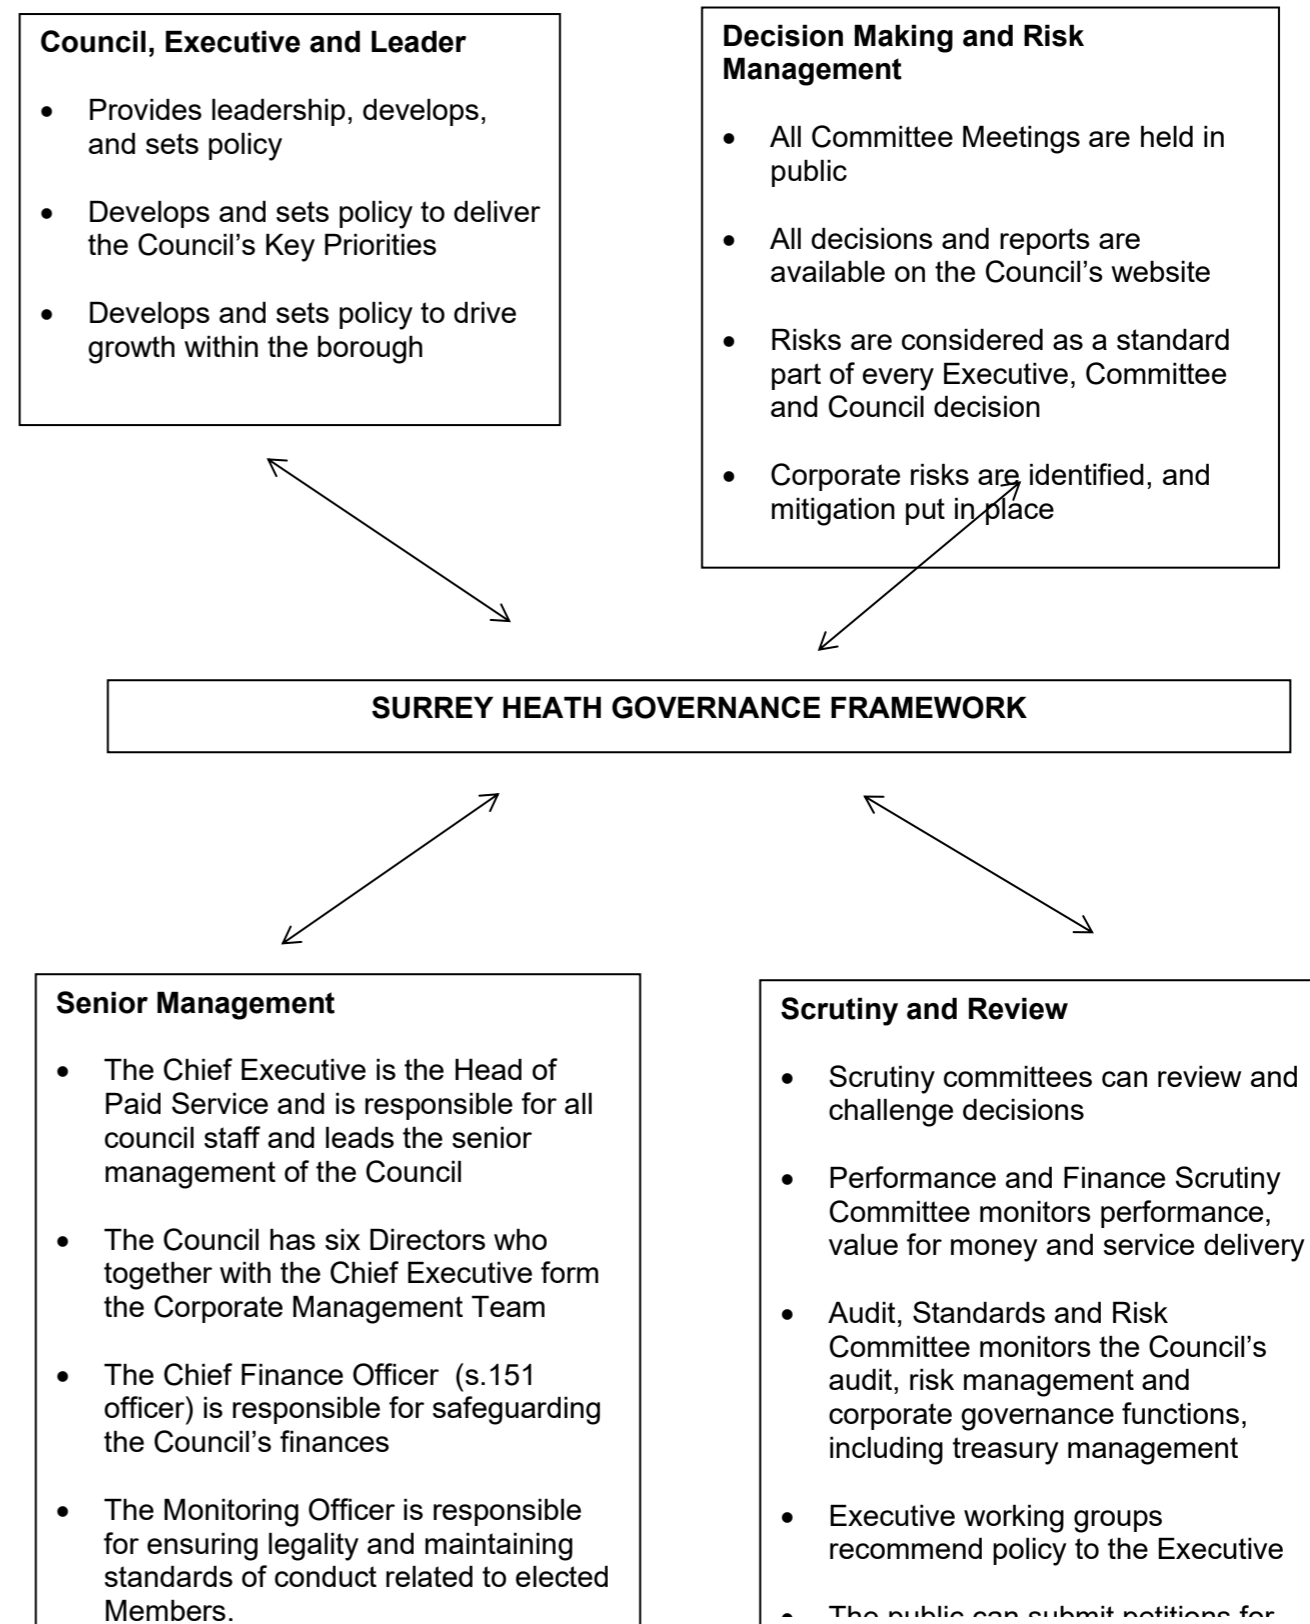 Council, Executive and Leader
• Provides leadership, develops,
and sets policy
• Develops and sets policy to deliver
the Council's Key Priorities
• Develops and sets policy to drive
growth within the borough
Decision Making and Risk
Management
• All Committee Meetings are held in
public
• All decisions and reports are
available on the Council's website
• Risks are considered as a standard
part of every Executive, Committee
and Council decision
• Corporate risks are identified, and
mitigation put in place
SURREY HEATH GOVERNANCE FRAMEWORK
Senior Management
• The Chief Executive is the Head of
Paid Service and is responsible for all
council staff and leads the senior
management of the Council
• The Council has six Directors who
together with the Chief Executive form
the Corporate Management Team
• The Chief Finance Officer (s.151
officer) is responsible for safeguarding
the Council's finances
• The Monitoring Officer is responsible
for ensuring legality and maintaining
standards of conduct related to elected
Members.
Scrutiny and Review
• Scrutiny committees can review and
challenge decisions
• Performance and Finance Scrutiny
Committee monitors performance,
value for money and service delivery
• Audit, Standards and Risk
Committee monitors the Council's
audit, risk management and
corporate governance functions,
including treasury management
• Executive working groups
recommend policy to the Executive
• The public can submit petitions for